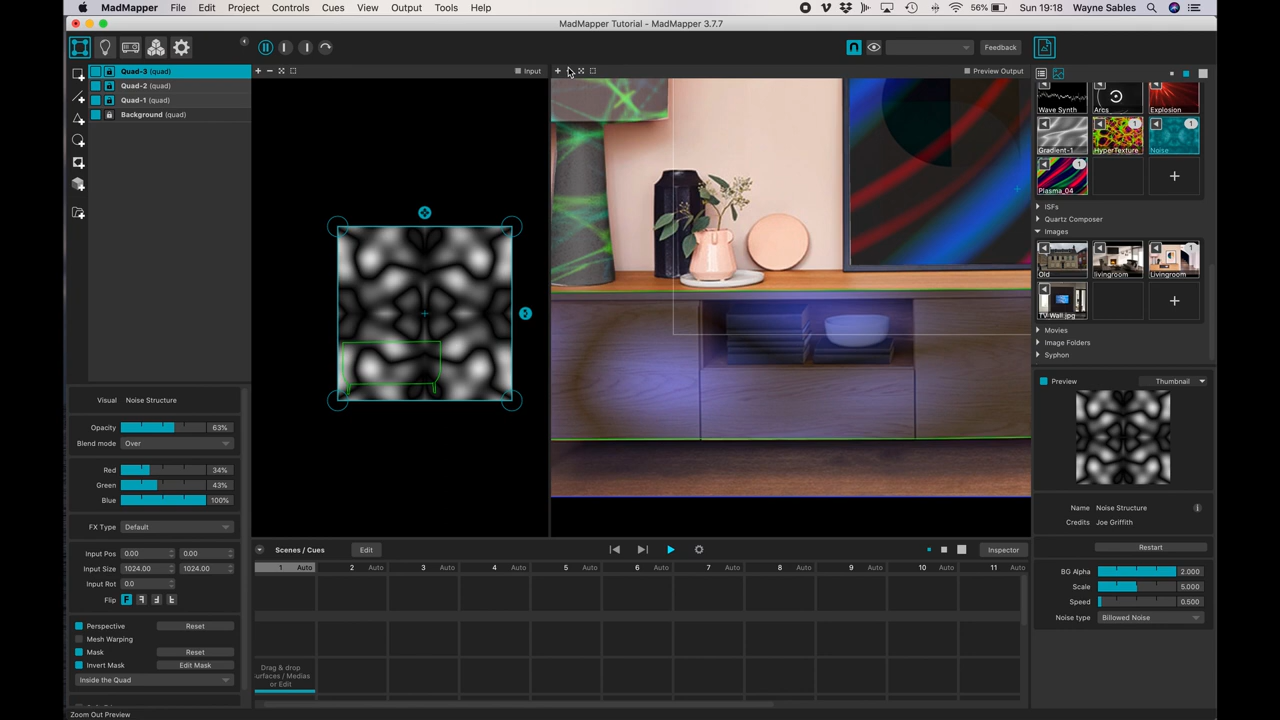 MadMapper File Edit Project Controls Cues View Output Tools Help 56% Sun 19:18 Wayne Sables
MadMapper Tutorial — MadMapper 3.7.7
Feedback
Quad-3 (quad)
Quad-2 (quad)
Quad-1 (quad)
Background (quad)
Input
Preview Output
Wave Synth Arcs Explosion
Gradient-1 HyperTexture Noise
1 1
Plasma_04
1
ISFs
Quartz Composer
Images
Old livingroom Livingroom
1
TV Wall.jpg
Movies
Image Folders
Syphon
Preview Thumbnail
Name Noise Structure
Credits Joe Griffith
Restart
BG Alpha 2.000
Scale 5.000
Speed 0.500
Noise type Billowed Noise
Visual Noise Structure
Opacity 63%
Blend mode Over
Red 34%
Green 43%
Blue 100%
FX Type Default
Input Pos 0.00 0.00
Input Size 1024.00 1024.00
Input Rot 0.0
Flip
Perspective Reset
Mesh Warping
Mask Reset
Invert Mask Edit Mask
Inside the Quad
Scenes / Cues Edit Inspector
1 Auto 2 Auto 3 Auto 4 Auto 5 Auto 6 Auto 7 Auto 8 Auto 9 Auto 10 Auto 11 Auto
Drag & drop
urfaces / Medias
or Edit
Zoom Out Preview